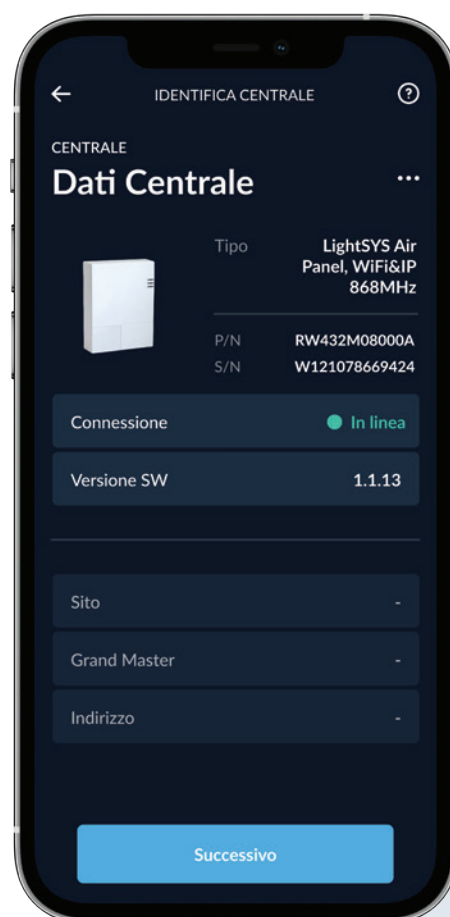 IDENTIFICA CENTRALE
CENTRALE
Dati Centrale
Tipo LightSYS Air
Panel, WiFi&IP
868MHz
P/N RW432M08000A
S/N W121078669424
Connessione In linea
Versione SW 1.1.13
Sito -
Grand Master -
Indirizzo -
Successivo